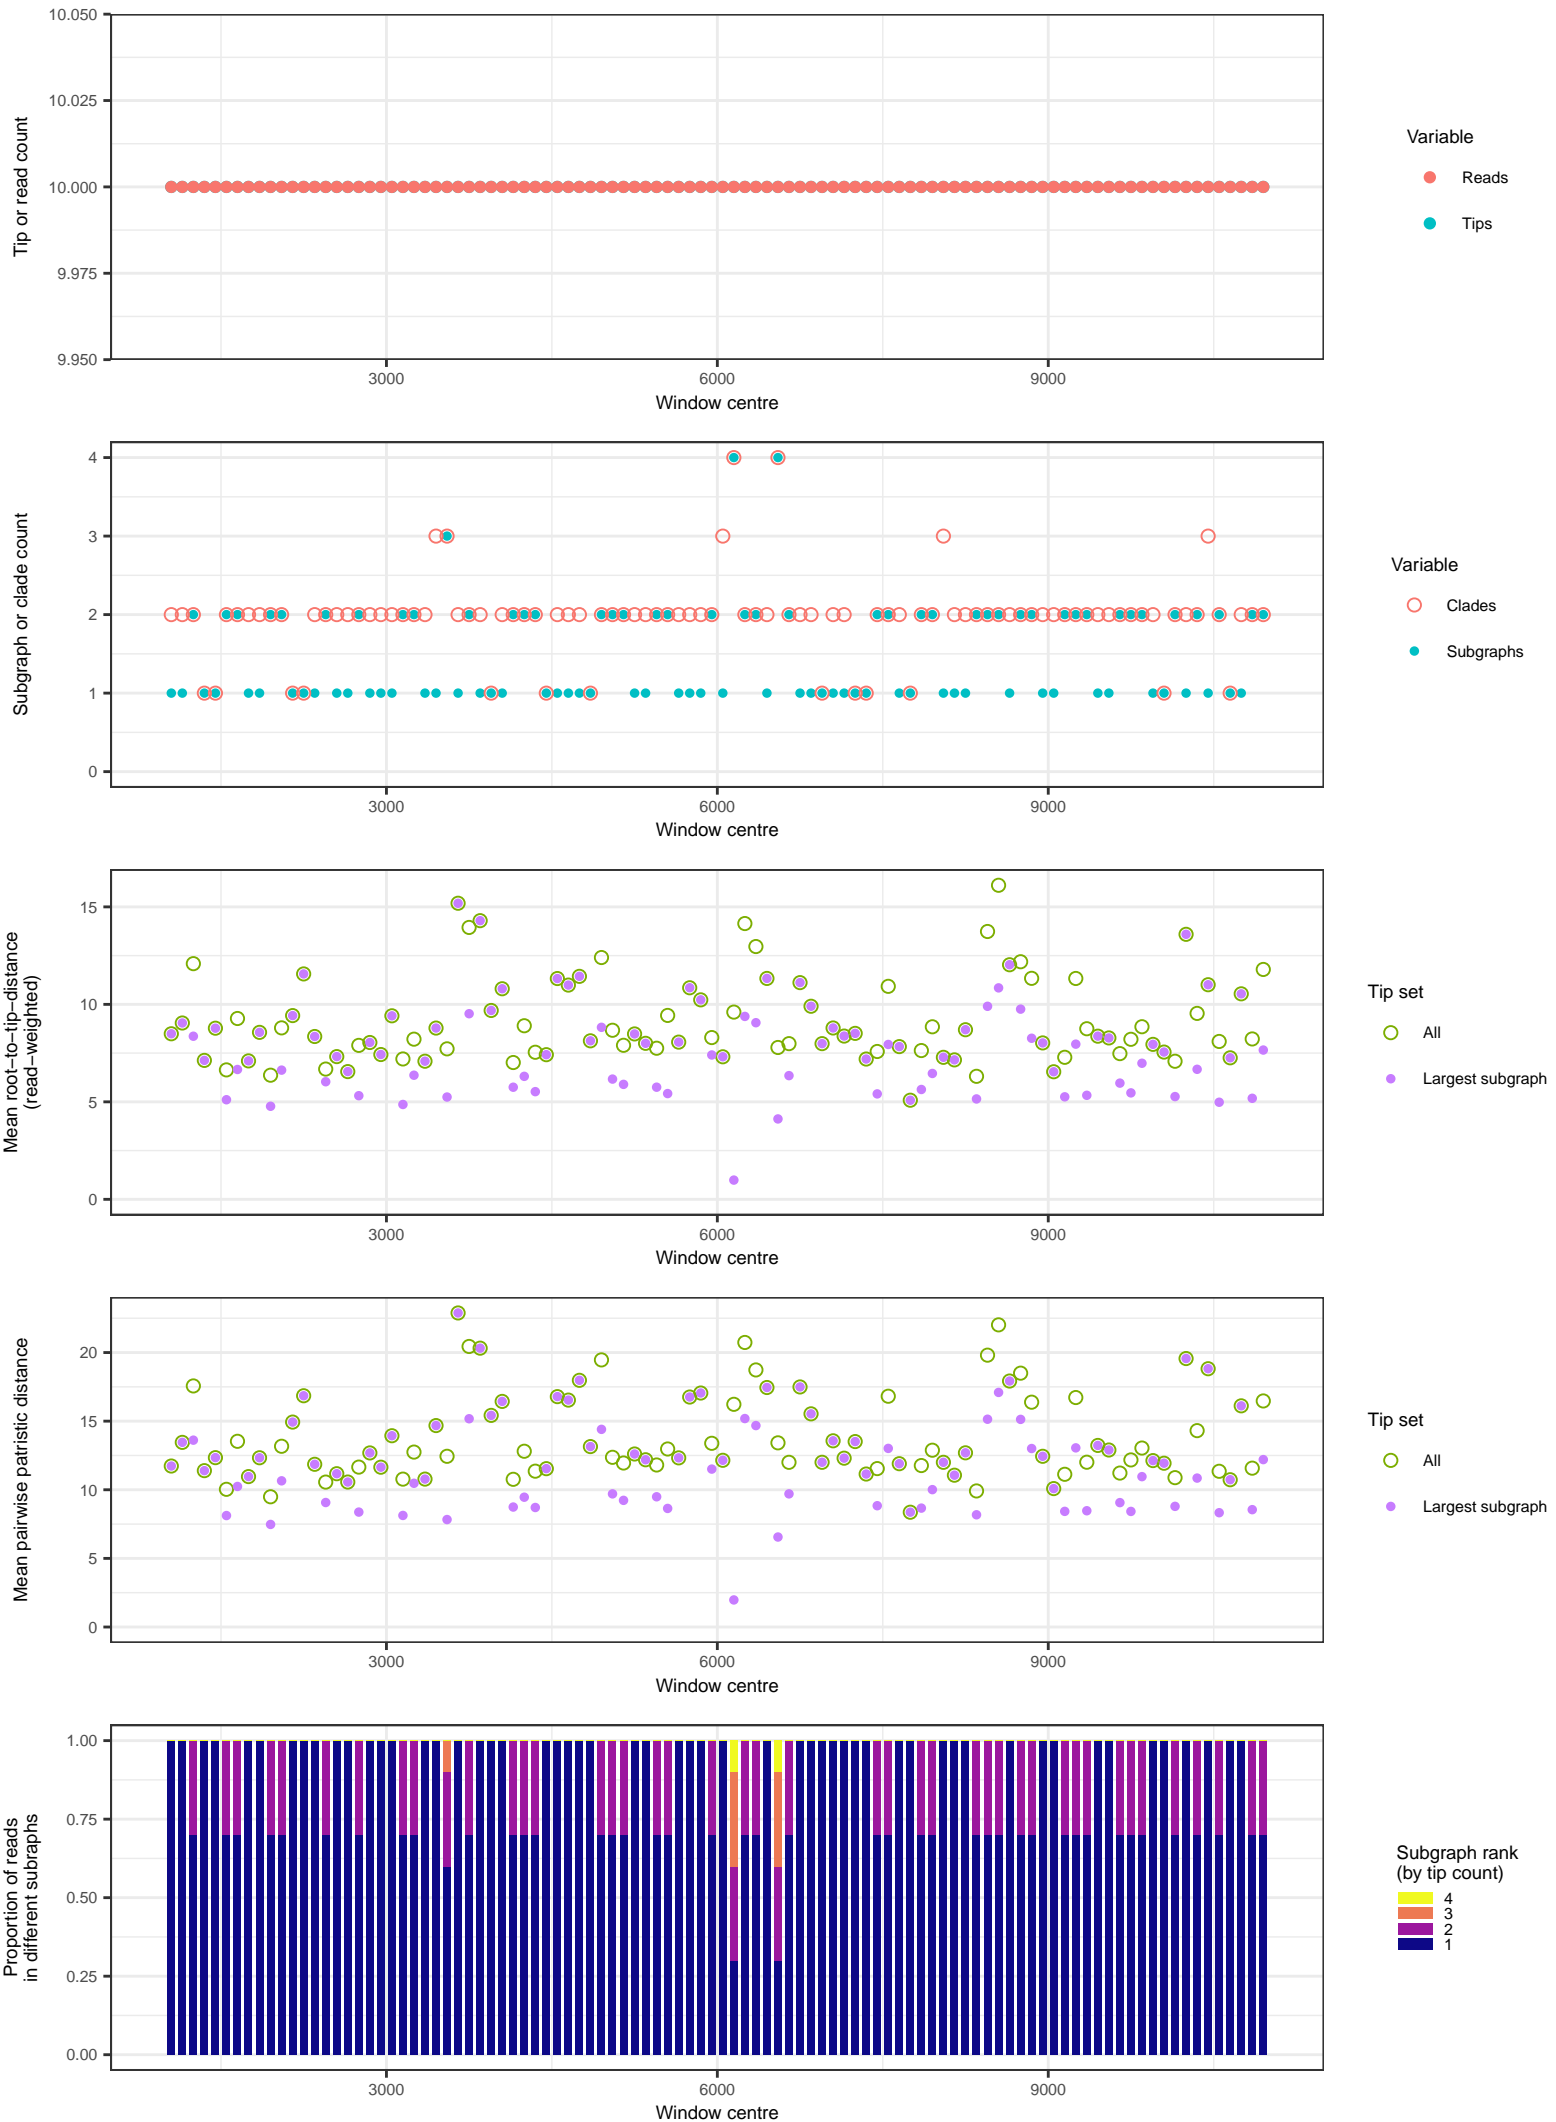 10.050
10.025
10.000
9.975
9.950
Tip or read count
3000 6000 9000
Window centre
Variable
Reads
Tips
4
3
2
1
0
Subgraph or clade count
3000 6000 9000
Window centre
Variable
Clades
Subgraphs
15
10
5
0
Mean root−to−tip−distance
(read−weighted)
3000 6000 9000
Window centre
Tip set
All
Largest subgraph
20
15
10
5
0
Mean pairwise patristic distance
3000 6000 9000
Window centre
Tip set
All
Largest subgraph
1.00
0.75
0.50
0.25
0.00
Proportion of reads
in different subraphs
3000 6000 9000
Window centre
Subgraph rank
(by tip count)
4
3
2
1